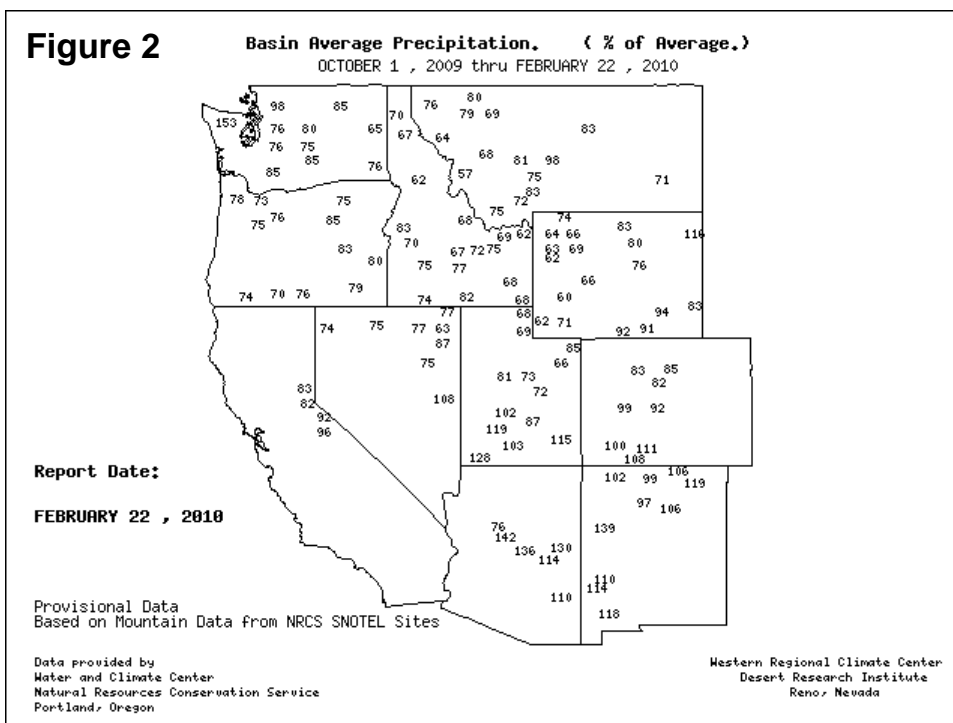 Figure 2
Basin Average Precipitation. ( % of Average.)
OCTOBER 1 , 2009 thru FEBRUARY 22 , 2010
80
98 85 76
70 79 69
153 76 80 65 83
67 64
76 75
68
85 81 98
85 76 57 75
62 71
83
78 73 75 72
75
76 85 68 74
75 83 83 116
69 62 64 66
70 80
83 67 72 75 63 69
62
80 75 77 76
68 66
79
74 70 76 74 82 68 60 83
77 68 94
74 75 77 63 62 71
69 92 91
87 85
75 66 83 85
81 73 82
83 72
108
82 102 99 92
92 87
119
96 115
103 100 111
128 108
Report Date: 106
102 99
119
97
FEBRUARY 22 , 2010 106
76 139
142
136 130
114
110
114
110
Provisional Data 118
Based on Mountain Data from NRCS SNOTEL Sites
Data provided by
Water and Climate Center
Natural Resources Conservation Service
Portland, Oregon
Western Regional Climate Center
Desert Research Institute
Reno, Nevada